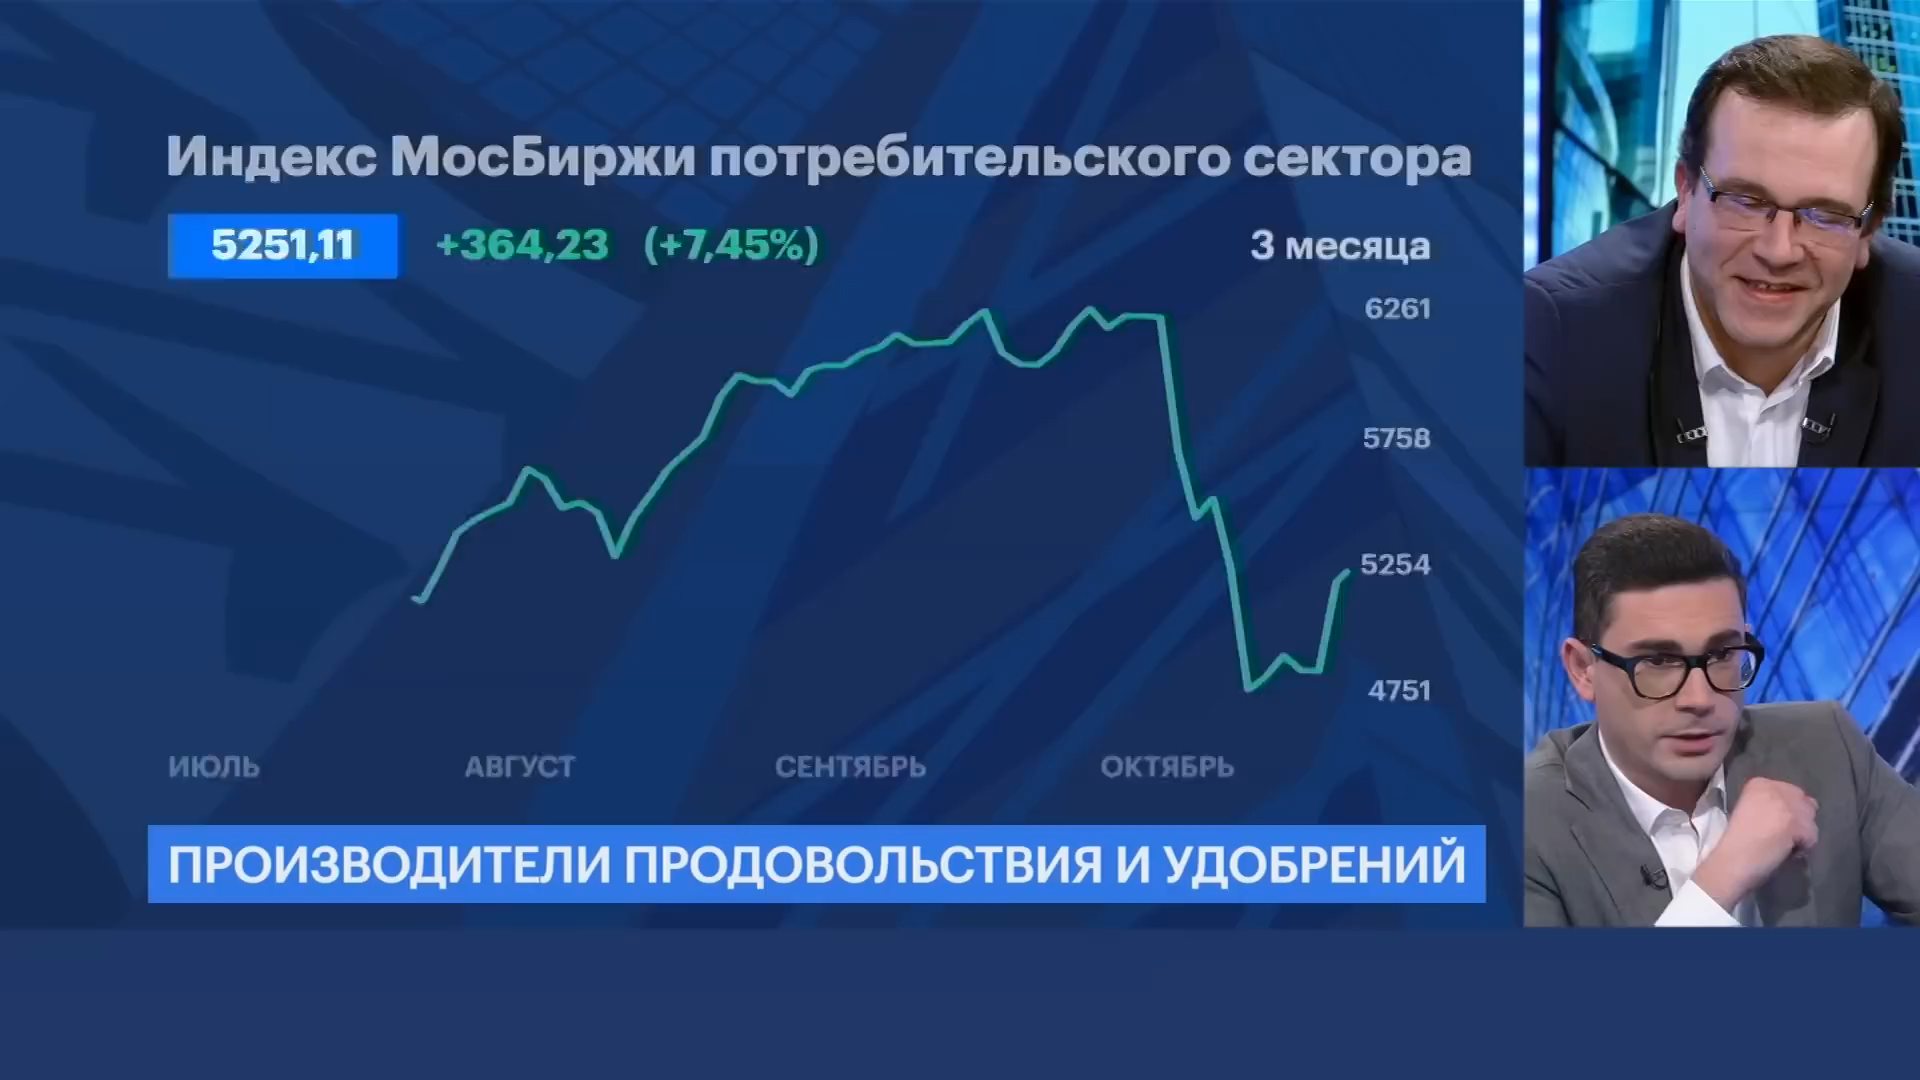 Индекс МосБиржи потребительского сектора
5251,11 +364,23 (+7,45%) 3 месяца
6261
5758
5254
4751
ИЮЛЬ АВГУСТ СЕНТЯБРЬ ОКТЯБРЬ
ПРОИЗВОДИТЕЛИ ПРОДОВОЛЬСТВИЯ И УДОБРЕНИЙ